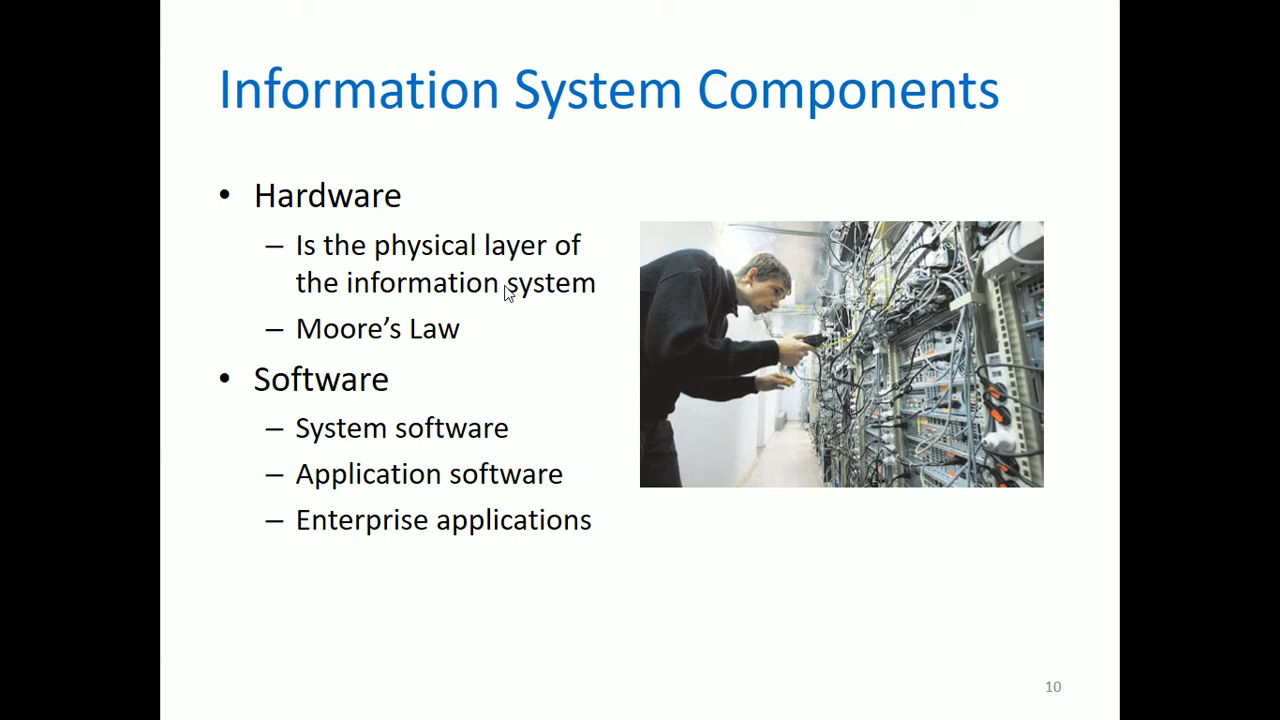 Information System Components
• Hardware
– Is the physical layer of
the information system
– Moore’s Law
• Software
– System software
– Application software
– Enterprise applications
10